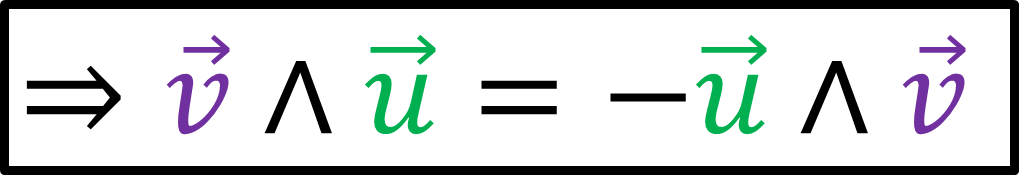 ⇒ v⃗ ∧ u⃗ = −u⃗ ∧ v⃗